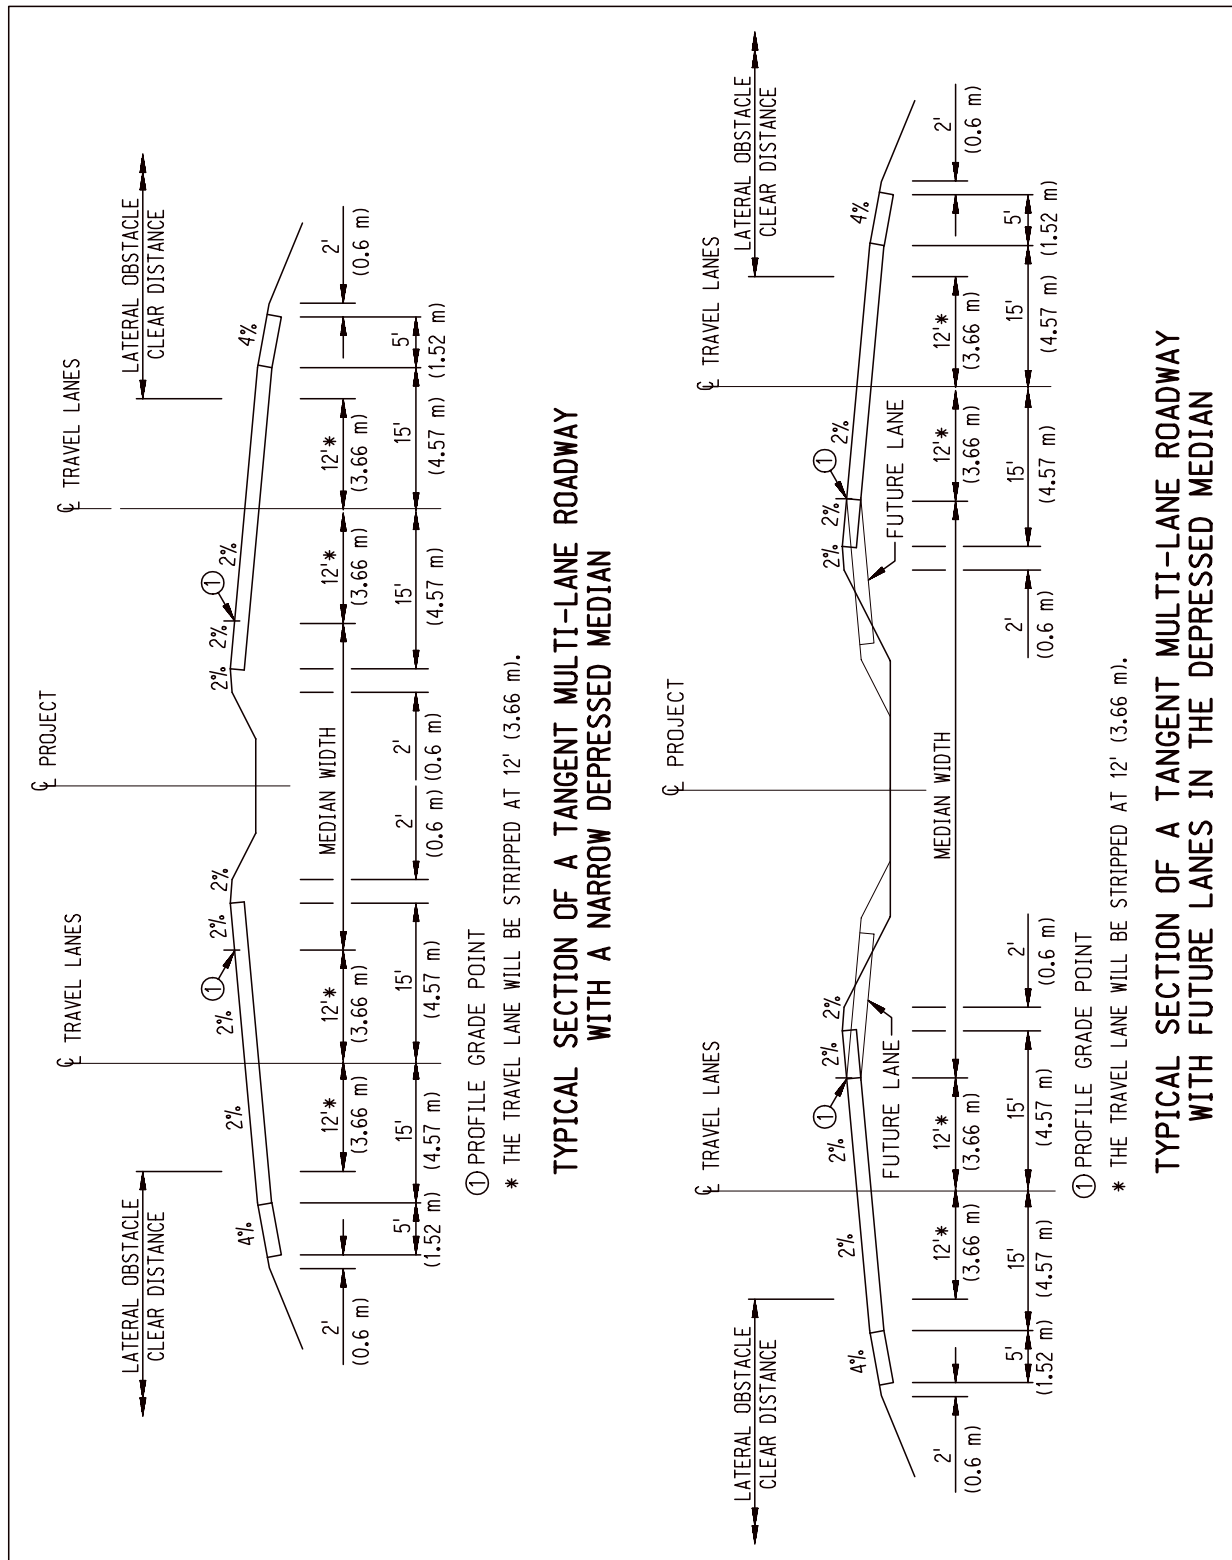 LATERAL OBSTACLE
CLEAR DISTANCE
℄ TRAVEL LANES
℄ PROJECT
℄ TRAVEL LANES
LATERAL OBSTACLE
CLEAR DISTANCE
4%
2%
2%
①
2%
2%
2%
2%
①
2%
4%
2'
(0.6 m)
12'*
(3.66 m)
12'*
(3.66 m)
MEDIAN WIDTH
12'*
(3.66 m)
12'*
(3.66 m)
2'
(0.6 m)
5'
(1.52 m)
15'
(4.57 m)
15'
(4.57 m)
2'
(0.6 m)
2'
(0.6 m)
15'
(4.57 m)
15'
(4.57 m)
5'
(1.52 m)
① PROFILE GRADE POINT
* THE TRAVEL LANE WILL BE STRIPPED AT 12' (3.66 m).
TYPICAL SECTION OF A TANGENT MULTI-LANE ROADWAY
WITH A NARROW DEPRESSED MEDIAN
LATERAL OBSTACLE
CLEAR DISTANCE
℄ TRAVEL LANES
℄ PROJECT
℄ TRAVEL LANES
LATERAL OBSTACLE
CLEAR DISTANCE
4%
2%
2%
①
2%
2%
2%
2%
①
2%
4%
FUTURE LANE
FUTURE LANE
2'
(0.6 m)
12'*
(3.66 m)
12'*
(3.66 m)
MEDIAN WIDTH
12'*
(3.66 m)
12'*
(3.66 m)
2'
(0.6 m)
5'
(1.52 m)
15'
(4.57 m)
15'
(4.57 m)
2'
(0.6 m)
2'
(0.6 m)
15'
(4.57 m)
15'
(4.57 m)
5'
(1.52 m)
① PROFILE GRADE POINT
* THE TRAVEL LANE WILL BE STRIPPED AT 12' (3.66 m).
TYPICAL SECTION OF A TANGENT MULTI-LANE ROADWAY
WITH FUTURE LANES IN THE DEPRESSED MEDIAN